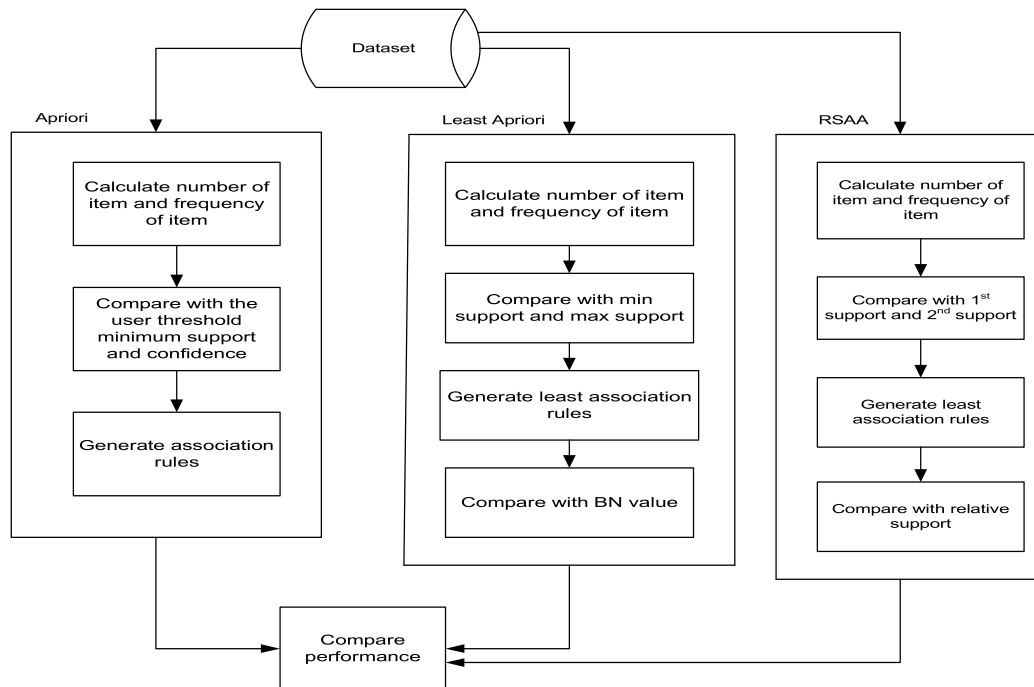 Dataset
Apriori
Calculate number of
item and frequency
of item
Compare with the
user threshold
minimum support
and confidence
Generate association
rules
Least Apriori
Calculate number of item
and frequency of item
Compare with min
support and max support
Generate least association
rules
Compare with BN value
RSAA
Calculate number of
item and frequency of
item
Compare with 1st
support and 2nd support
Generate least
association rules
Compare with relative
support
Compare
performance